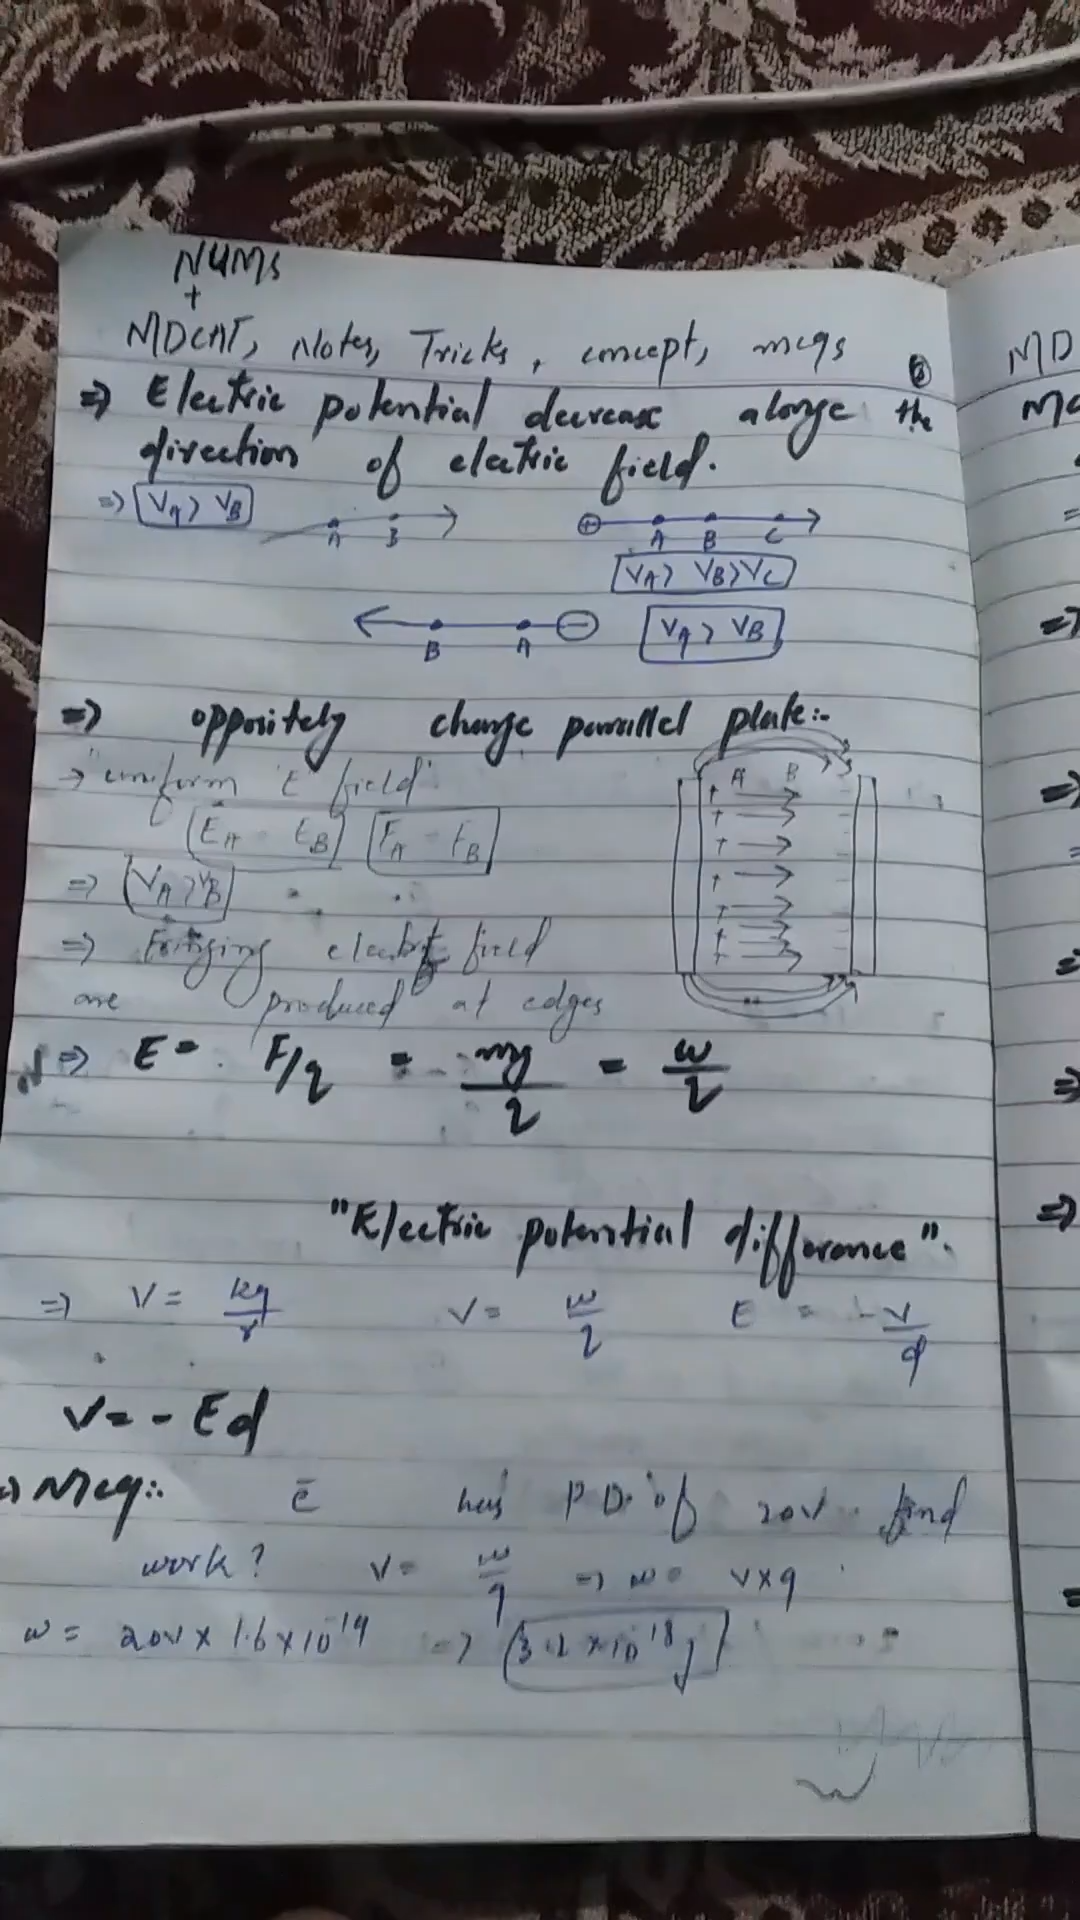 NUMS
+
MDCAT, Notes, Tricks, concept, mcqs
⇒ Electric potential decrease alonge the
direction of electric field.
⇒ VA > VB A B + A B C
VA > VB > VC
B A − VA > VB
⇒ oppositely charge parallel plate:-
→ "uniform E field" A B
EA = EB FA = FB
⇒ VA > VB
⇒ Fringing electric field
are produced at edges
⇒ E = F/q = mg/q = w/q
"Electric potential difference".
⇒ V = kq/r V = w/q E = -V/d
V = - Ed
⇒ Mcq:. ē has P.D. of 20V find
work? V = w/q ⇒ w = V×q
w = 20V × 1.6×10^19 ⇒ 3.2×10^18 J
MD